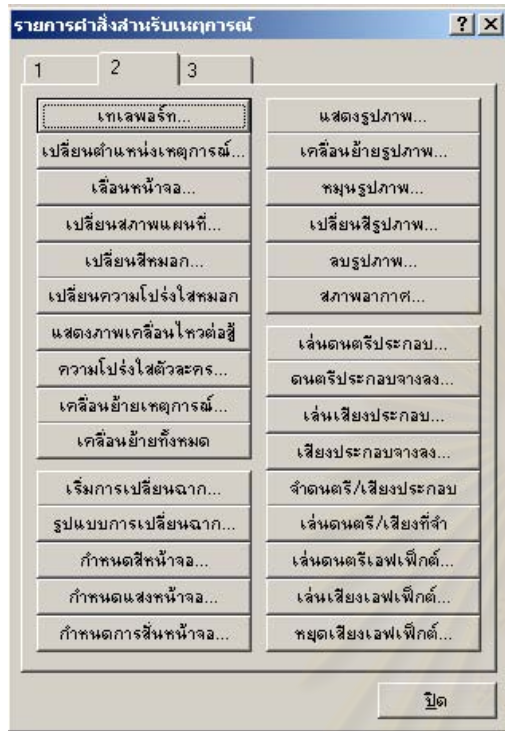 รายการคำสั่งสำหรับเหตุการณ์
1 2 3
เทเลพอร์ท...
เปลี่ยนตำแหน่งเหตุการณ์...
เลื่อนหน้าจอ...
เปลี่ยนสภาพแผนที่...
เปลี่ยนสีหมอก...
เปลี่ยนความโปร่งใสหมอก
แสดงภาพเคลื่อนไหวต่อสู้
ความโปร่งใสตัวละคร...
เคลื่อนย้ายเหตุการณ์...
เคลื่อนย้ายทั้งหมด
เริ่มการเปลี่ยนฉาก...
รูปแบบการเปลี่ยนฉาก...
กำหนดสีหน้าจอ...
กำหนดแสงหน้าจอ...
กำหนดการสั่นหน้าจอ...
แสดงรูปภาพ...
เคลื่อนย้ายรูปภาพ...
หมุนรูปภาพ...
เปลี่ยนสีรูปภาพ...
ลบรูปภาพ...
สภาพอากาศ...
เล่นดนตรีประกอบ...
ดนตรีประกอบจางลง...
เล่นเสียงประกอบ...
เสียงประกอบจางลง...
จำดนตรี/เสียงประกอบ
เล่นดนตรี/เสียงที่จำ
เล่นดนตรีเอฟเฟ็กต์...
เล่นเสียงเอฟเฟ็กต์...
หยุดเสียงเอฟเฟ็กต์...
ปิด